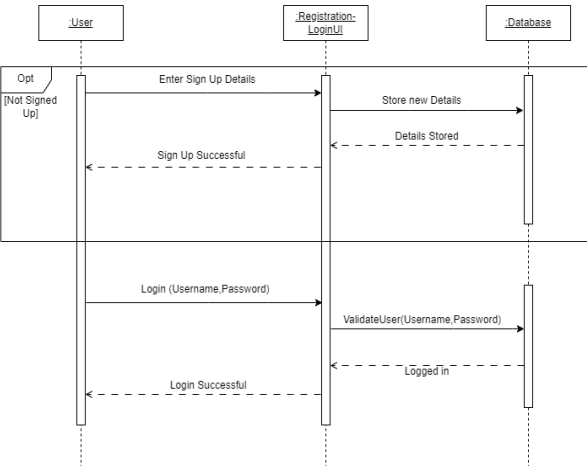 :User
:Registration-
LoginUI
:Database
Opt
[Not Signed
Up]
Enter Sign Up Details
Store new Details
Details Stored
Sign Up Successful
Login (Username,Password)
ValidateUser(Username,Password)
Logged in
Login Successful